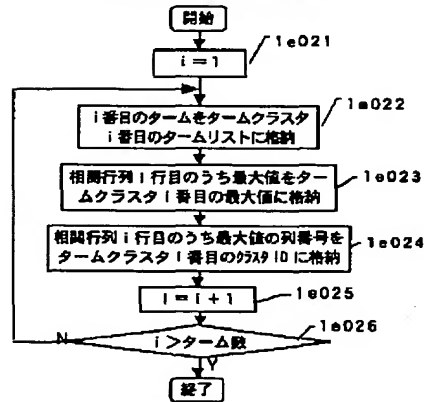 開始
1e021
i=1
1e022
i番目のタームをタームクラスタ
i番目のタームリストに格納
1e023
相関行列i行目のうち最大値をター
ムクラスタi番目の最大値に格納
1e024
相関行列i行目のうち最大値の列番号を
タームクラスタi番目のクラスタIDに格納
1e025
i=i+1
1e026
i>ターム数
N
Y
終了